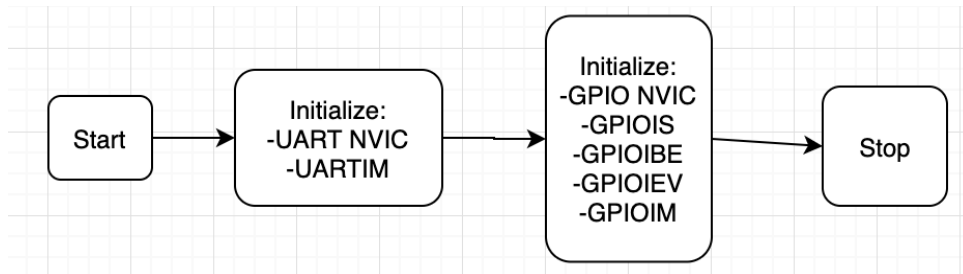 Start
Initialize:
-UART NVIC
-UARTIM
Initialize:
-GPIO NVIC
-GPIOIS
-GPIOIBE
-GPIOIEV
-GPIOIM
Stop